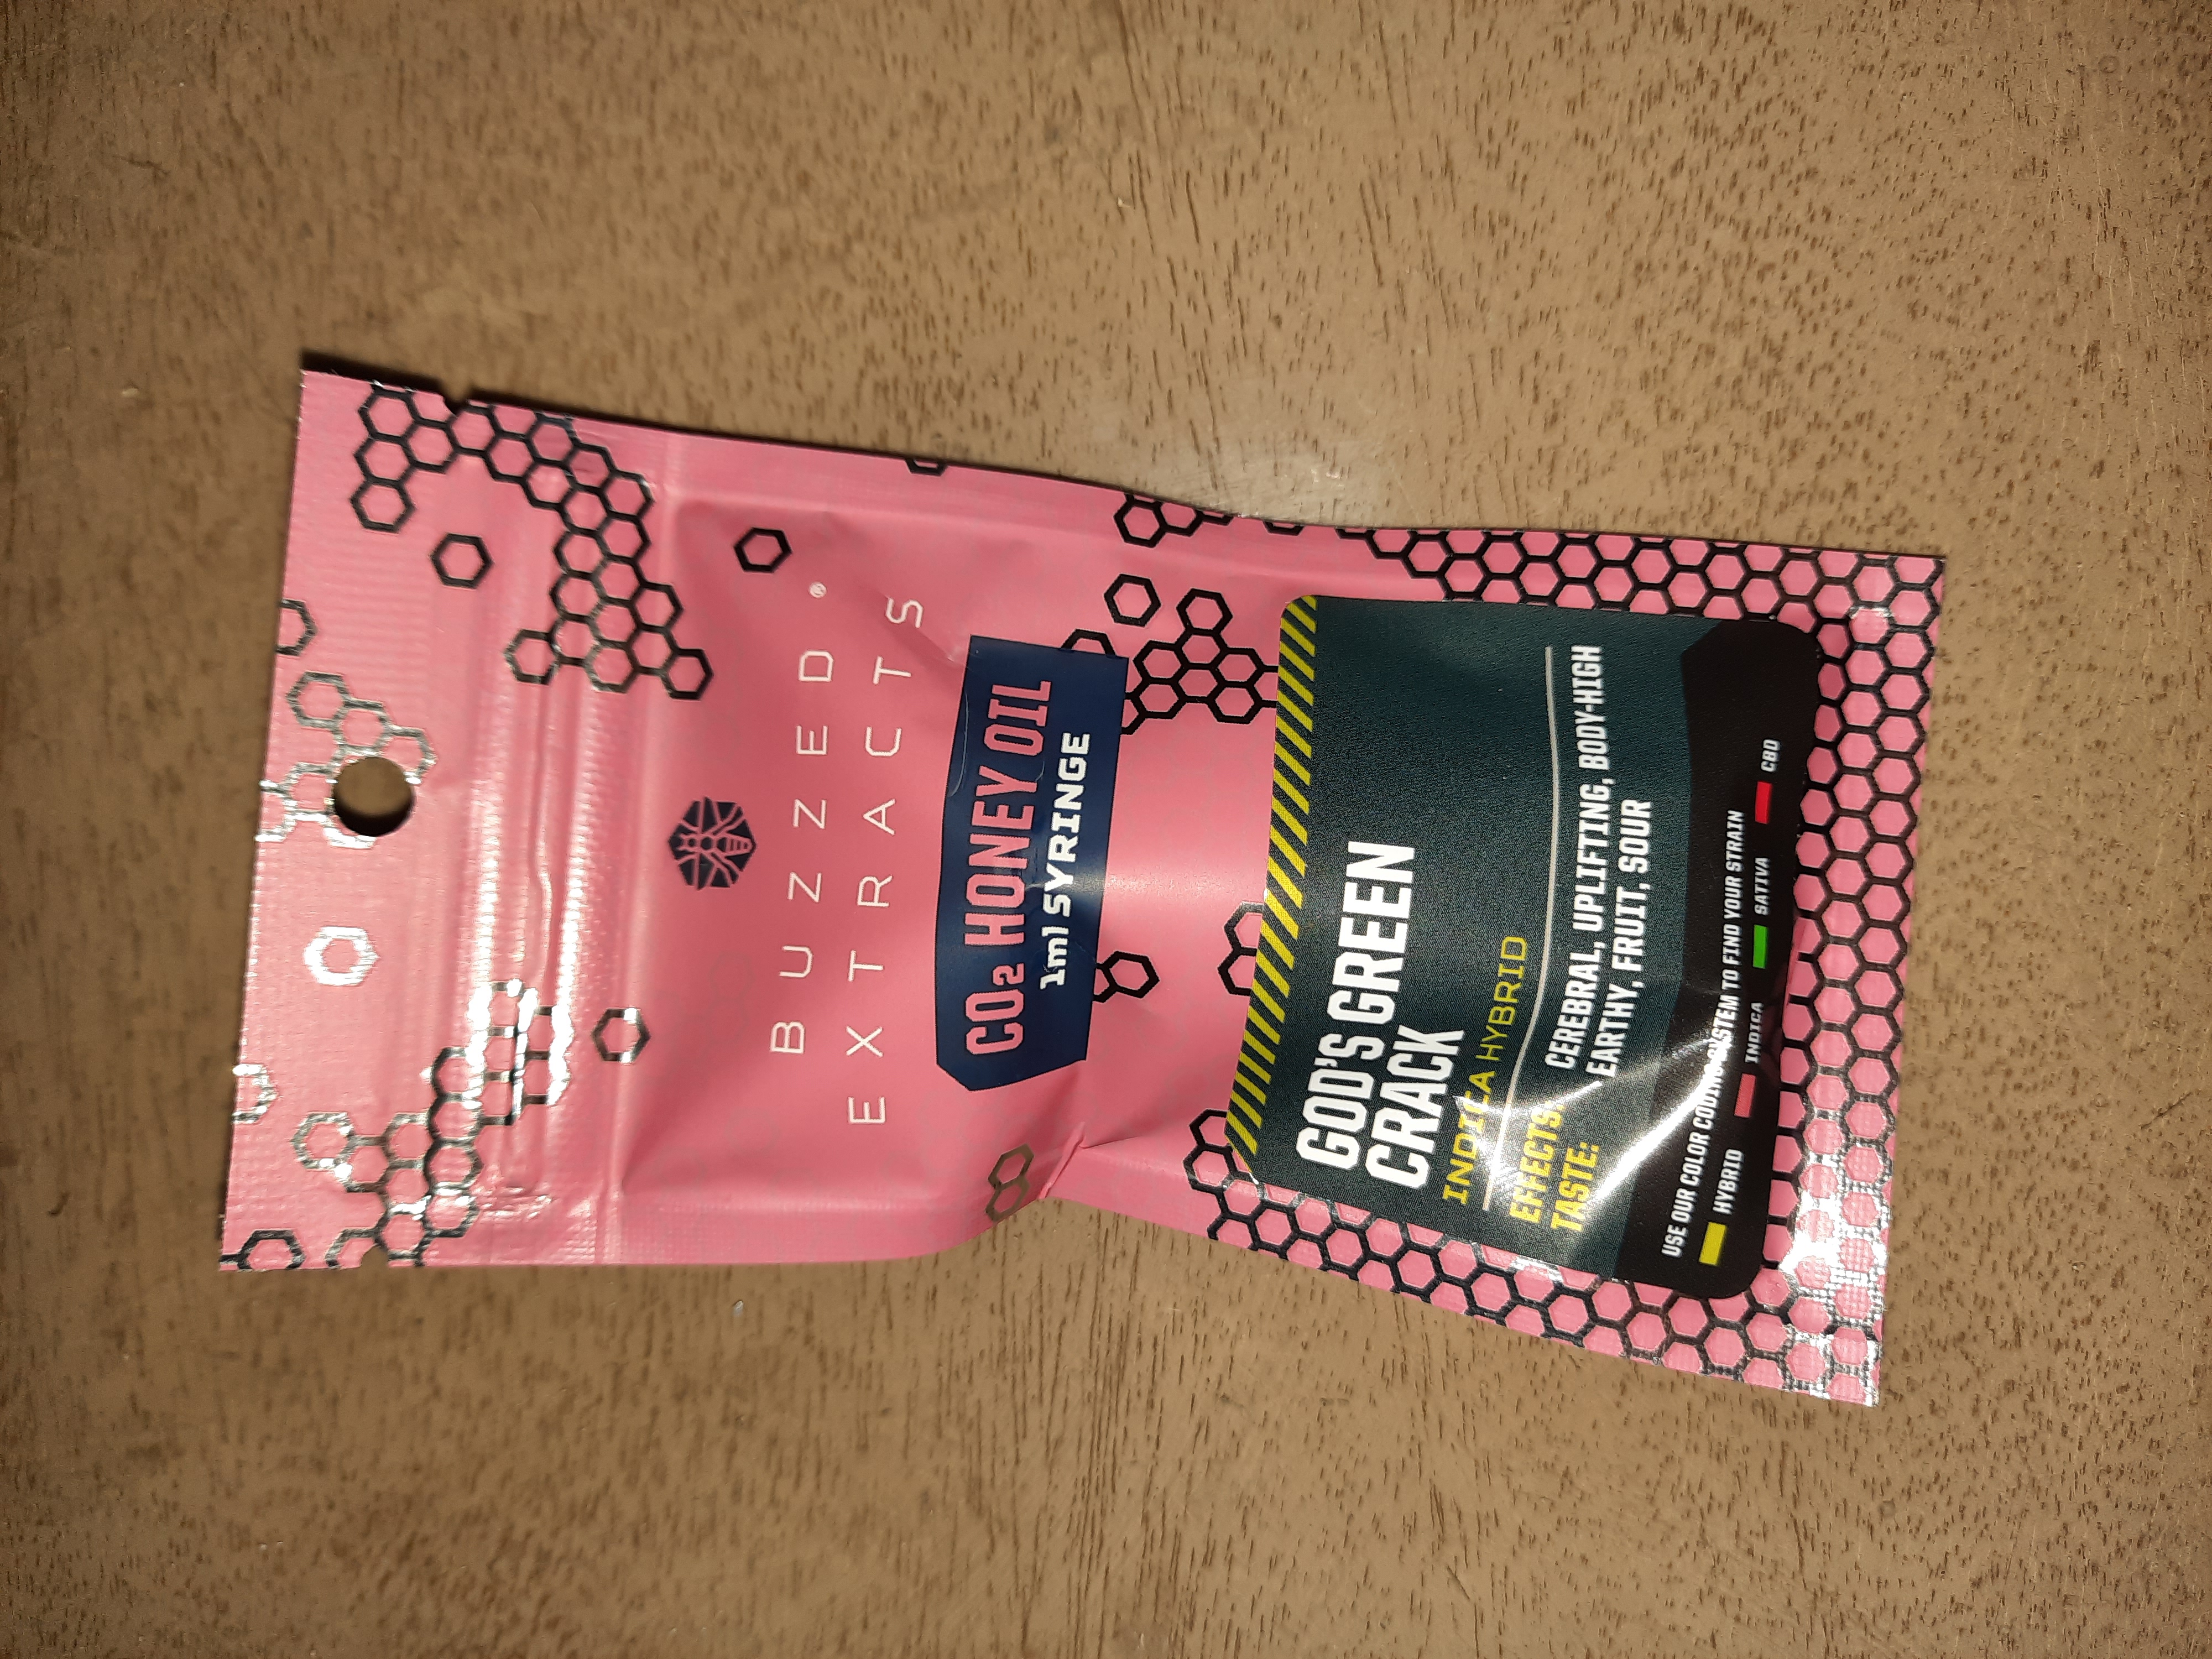 BUZZED®
EXTRACTS
CO₂ HONEY OIL
1ml SYRINGE
GOD'S GREEN
CRACK
INDICA HYBRID
EFFECTS: CEREBRAL, UPLIFTING, BODY-HIGH
TASTE: EARTHY, FRUIT, SOUR
USE OUR COLOR CODING SYSTEM TO FIND YOUR STRAIN
HYBRID INDICA SATIVA CBD